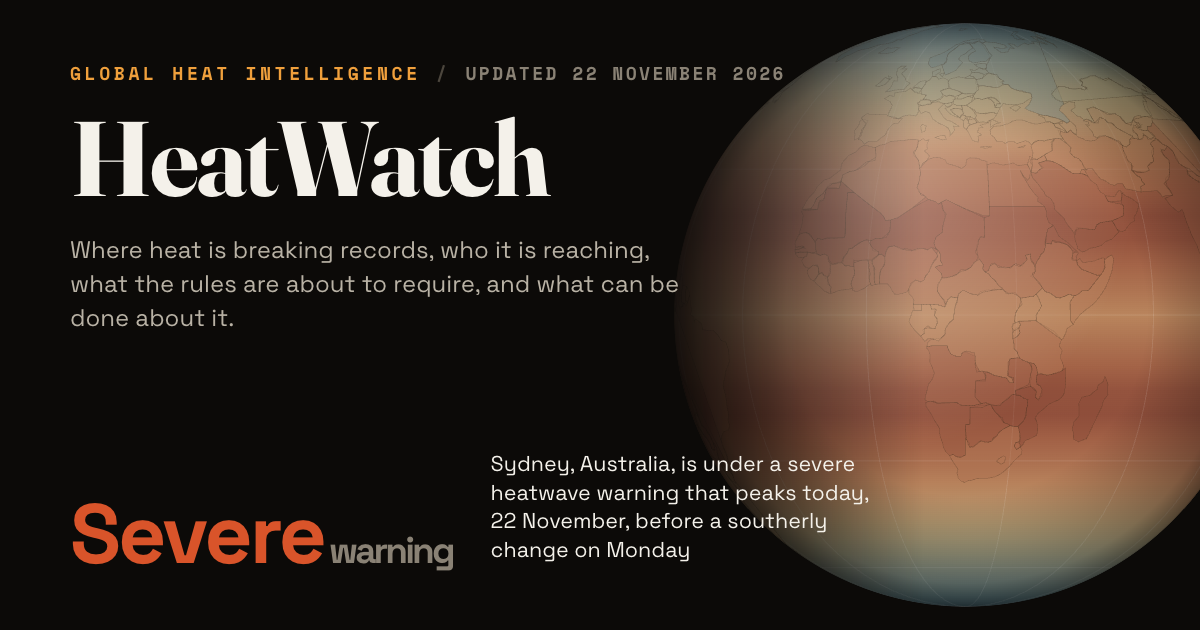 GLOBAL HEAT INTELLIGENCE / UPDATED 22 NOVEMBER 2026
HeatWatch
Where heat is breaking records, who it is reaching,
what the rules are about to require, and what can be
done about it.
Severe warning
Sydney, Australia, is under a severe
heatwave warning that peaks today,
22 November, before a southerly
change on Monday